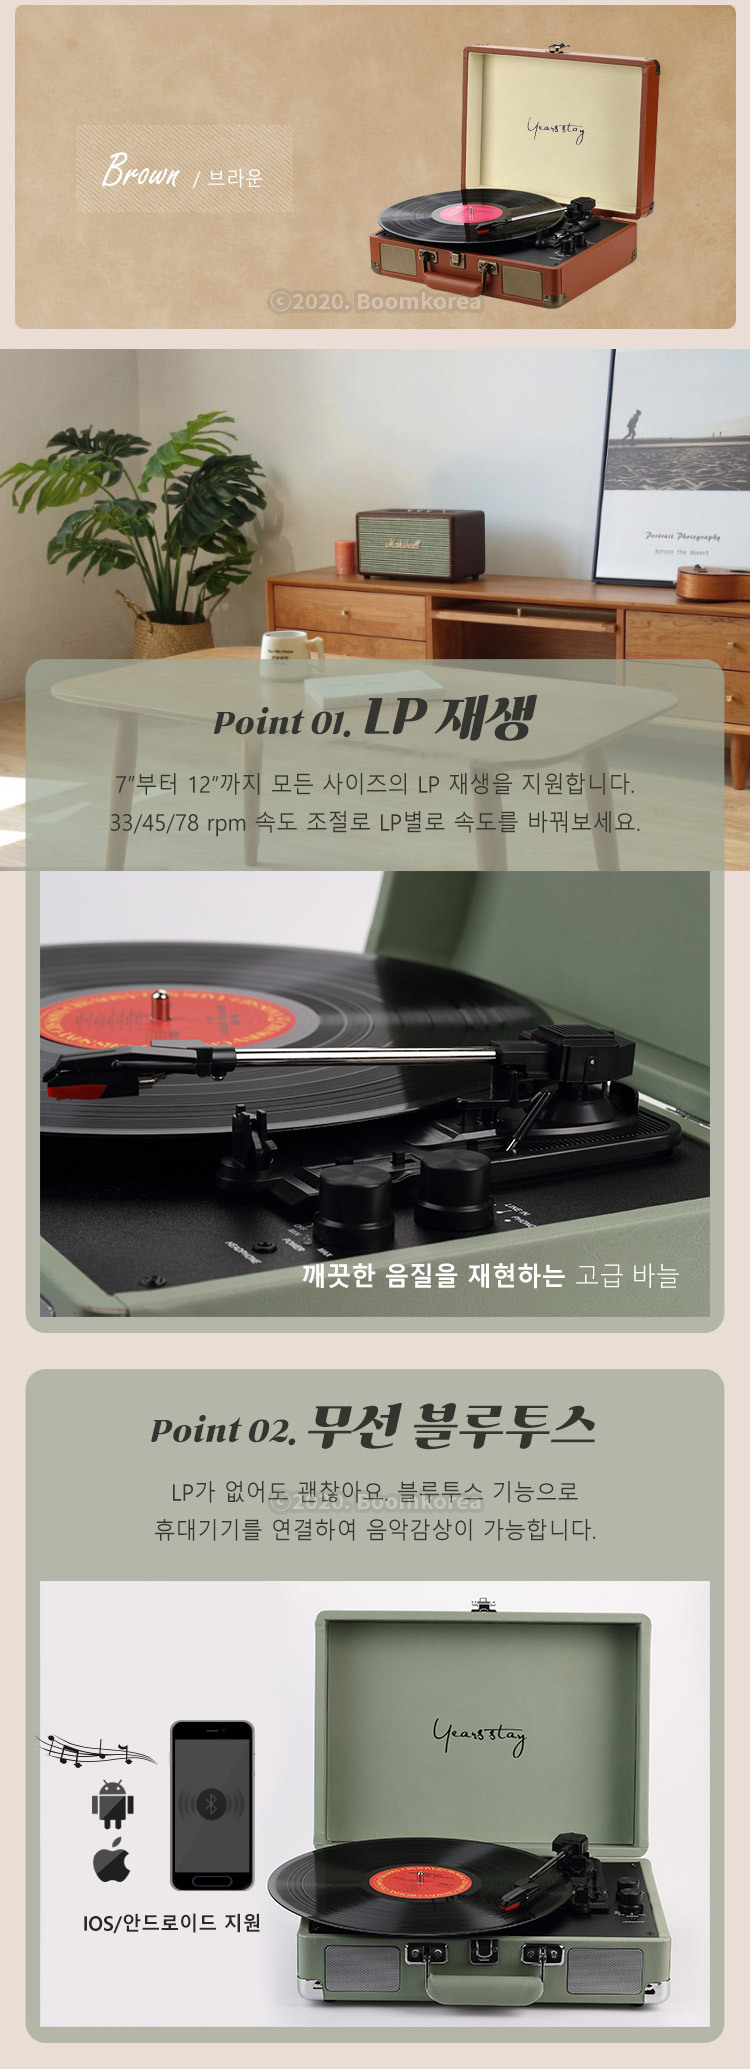 Yearsstay
Brown / 브라운
ⓒ2020. Boomkorea
Marshall
Portrait Photography
Across the desert
Point 01. LP 재생
7”부터 12”까지 모든 사이즈의 LP 재생을 지원합니다.
33/45/78 rpm 속도 조절로 LP별로 속도를 바꿔보세요.
LINE IN
PHONO
OFF
MIN
POWER
MAX
HEADPHONE
깨끗한 음질을 재현하는 고급 바늘
Point 02. 무선 블루투스
LP가 없어도 괜찮아요. 블루투스 기능으로
ⓒ2020. Boomkorea
휴대기기를 연결하여 음악감상이 가능합니다.
Yearsstay
IOS/안드로이드 지원